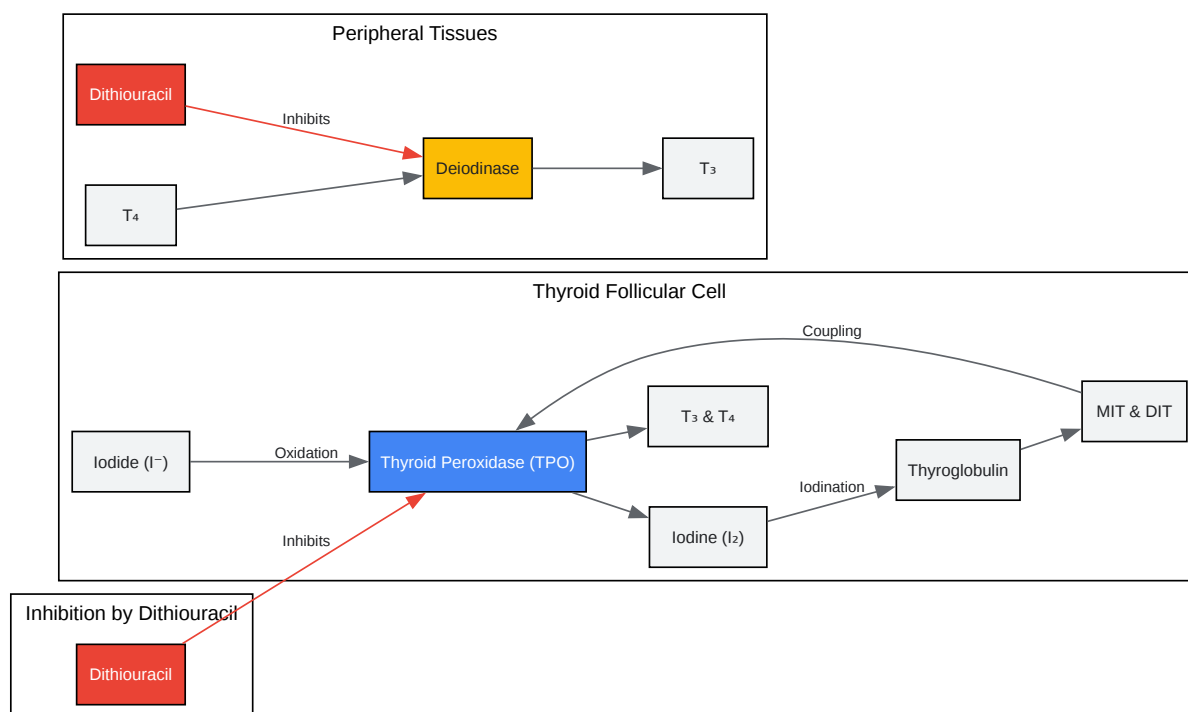 Peripheral Tissues
Dithiouracil
Inhibits
Deiodinase
T₃
T₄
Thyroid Follicular Cell
Coupling
MIT & DIT
T₃ & T₄
Iodide (I⁻)
Oxidation
Thyroid Peroxidase (TPO)
Thyroglobulin
Iodination
Iodine (I₂)
Inhibits
Inhibition by Dithiouracil
Dithiouracil